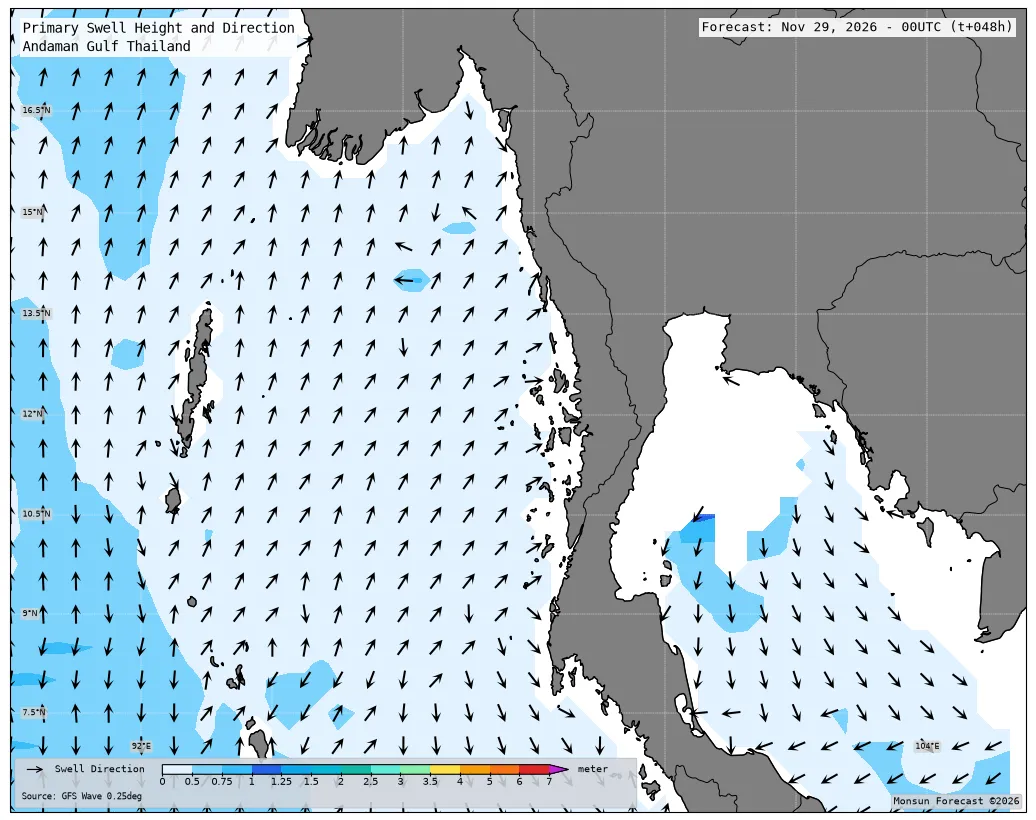 Primary Swell Height and Direction
Andaman Gulf Thailand
Forecast: Nov 29, 2026 - 00UTC (t+048h)
16.5°N
15°N
13.5°N
12°N
10.5°N
9°N
7.5°N
92°E
104°E
Swell Direction
0 0.5 0.75 1 1.25 1.5 2 2.5 3 3.5 4 5 6 7
meter
Source: GFS Wave 0.25deg
Monsun Forecast ©2026